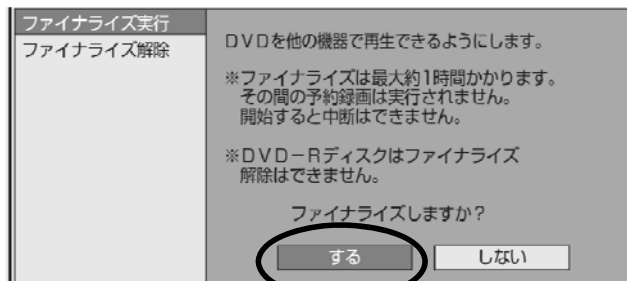 ファイナライズ実行
ファイナライズ解除
DVDを他の機器で再生できるようにします。
※ファイナライズは最大約1時間かかります。
その間の予約録画は実行されません。
開始すると中断はできません。
※DVD-Rディスクはファイナライズ
解除はできません。
ファイナライズしますか?
する
しない